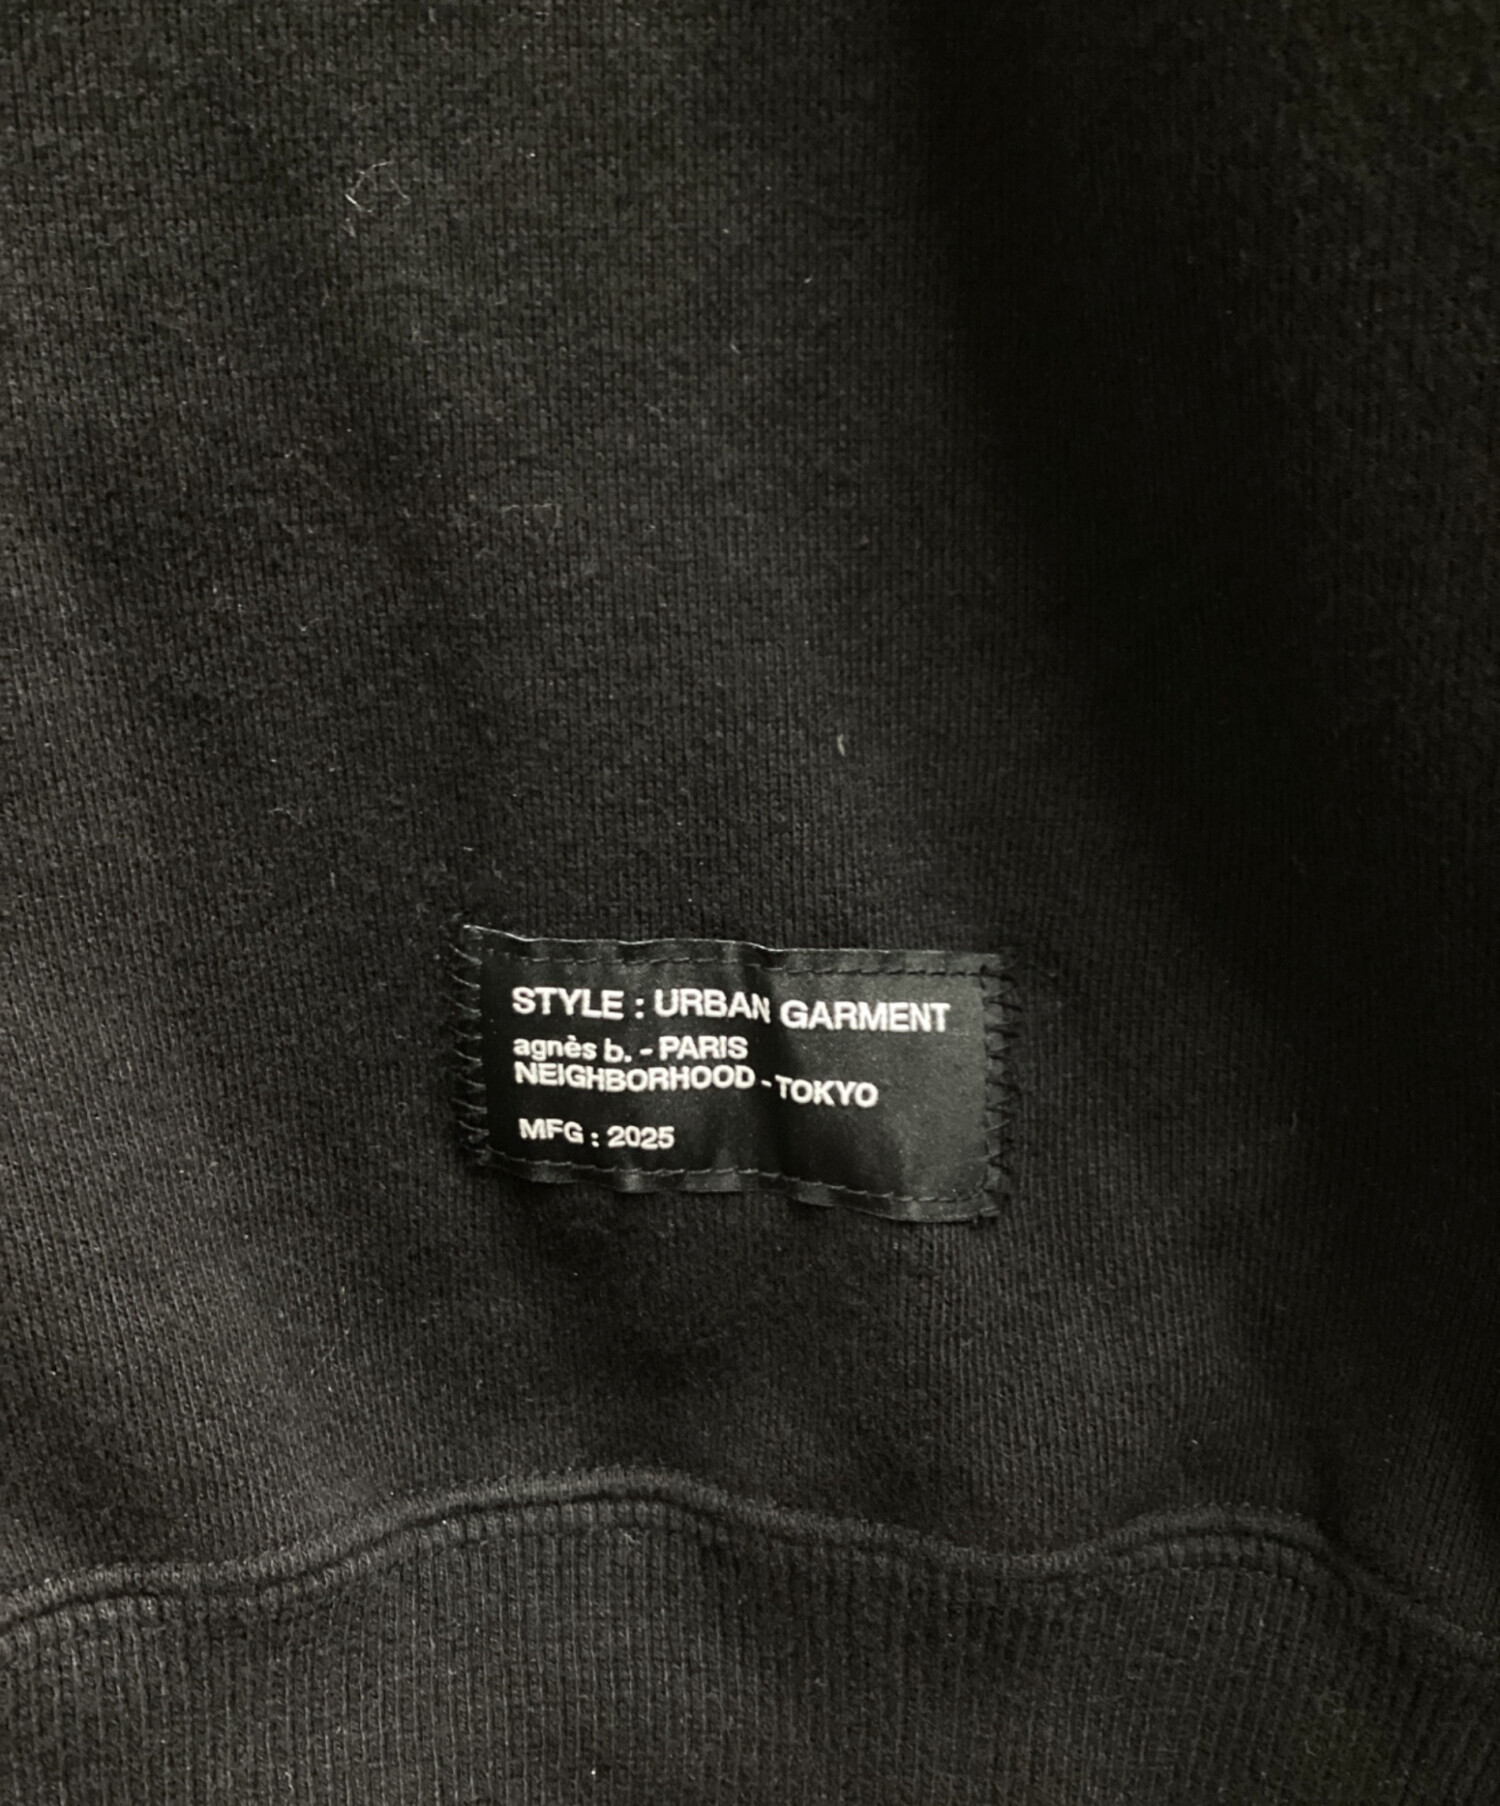 STYLE : URBAN GARMENT
agnès b. - PARIS
NEIGHBORHOOD - TOKYO
MFG : 2025